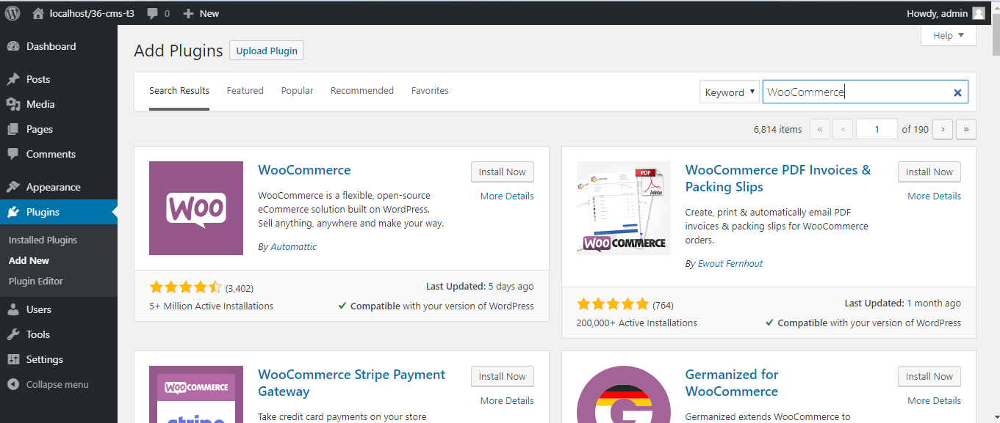 localhost/36-cms-t3 0 New Howdy, admin
Dashboard
Posts
Media
Pages
Comments
Appearance
Plugins
Installed Plugins
Add New
Plugin Editor
Users
Tools
Settings
Collapse menu
Help ▼
Add Plugins Upload Plugin
Search Results Featured Popular Recommended Favorites Keyword ▼ WooCommerce
6,814 items « ‹ 1 of 190 › »
WOO
WooCommerce
Install Now
More Details
WooCommerce is a flexible, open-source
eCommerce solution built on WordPress.
Sell anything, anywhere and make your way.
By Automattic
(3,402)
Last Updated: 5 days ago
5+ Million Active Installations
Compatible with your version of WordPress
PDF
Adobe
WOO COMMERCE
WooCommerce PDF Invoices &
Packing Slips
Install Now
More Details
Create, print & automatically email PDF
invoices & packing slips for WooCommerce
orders.
By Ewout Fernhout
(764)
Last Updated: 1 month ago
200,000+ Active Installations
Compatible with your version of WordPress
WOO COMMERCE
stripe
WooCommerce Stripe Payment
Gateway
Install Now
More Details
Take credit card payments on your store
G
Germanized for
WooCommerce
Install Now
More Details
Germanized extends WooCommerce to